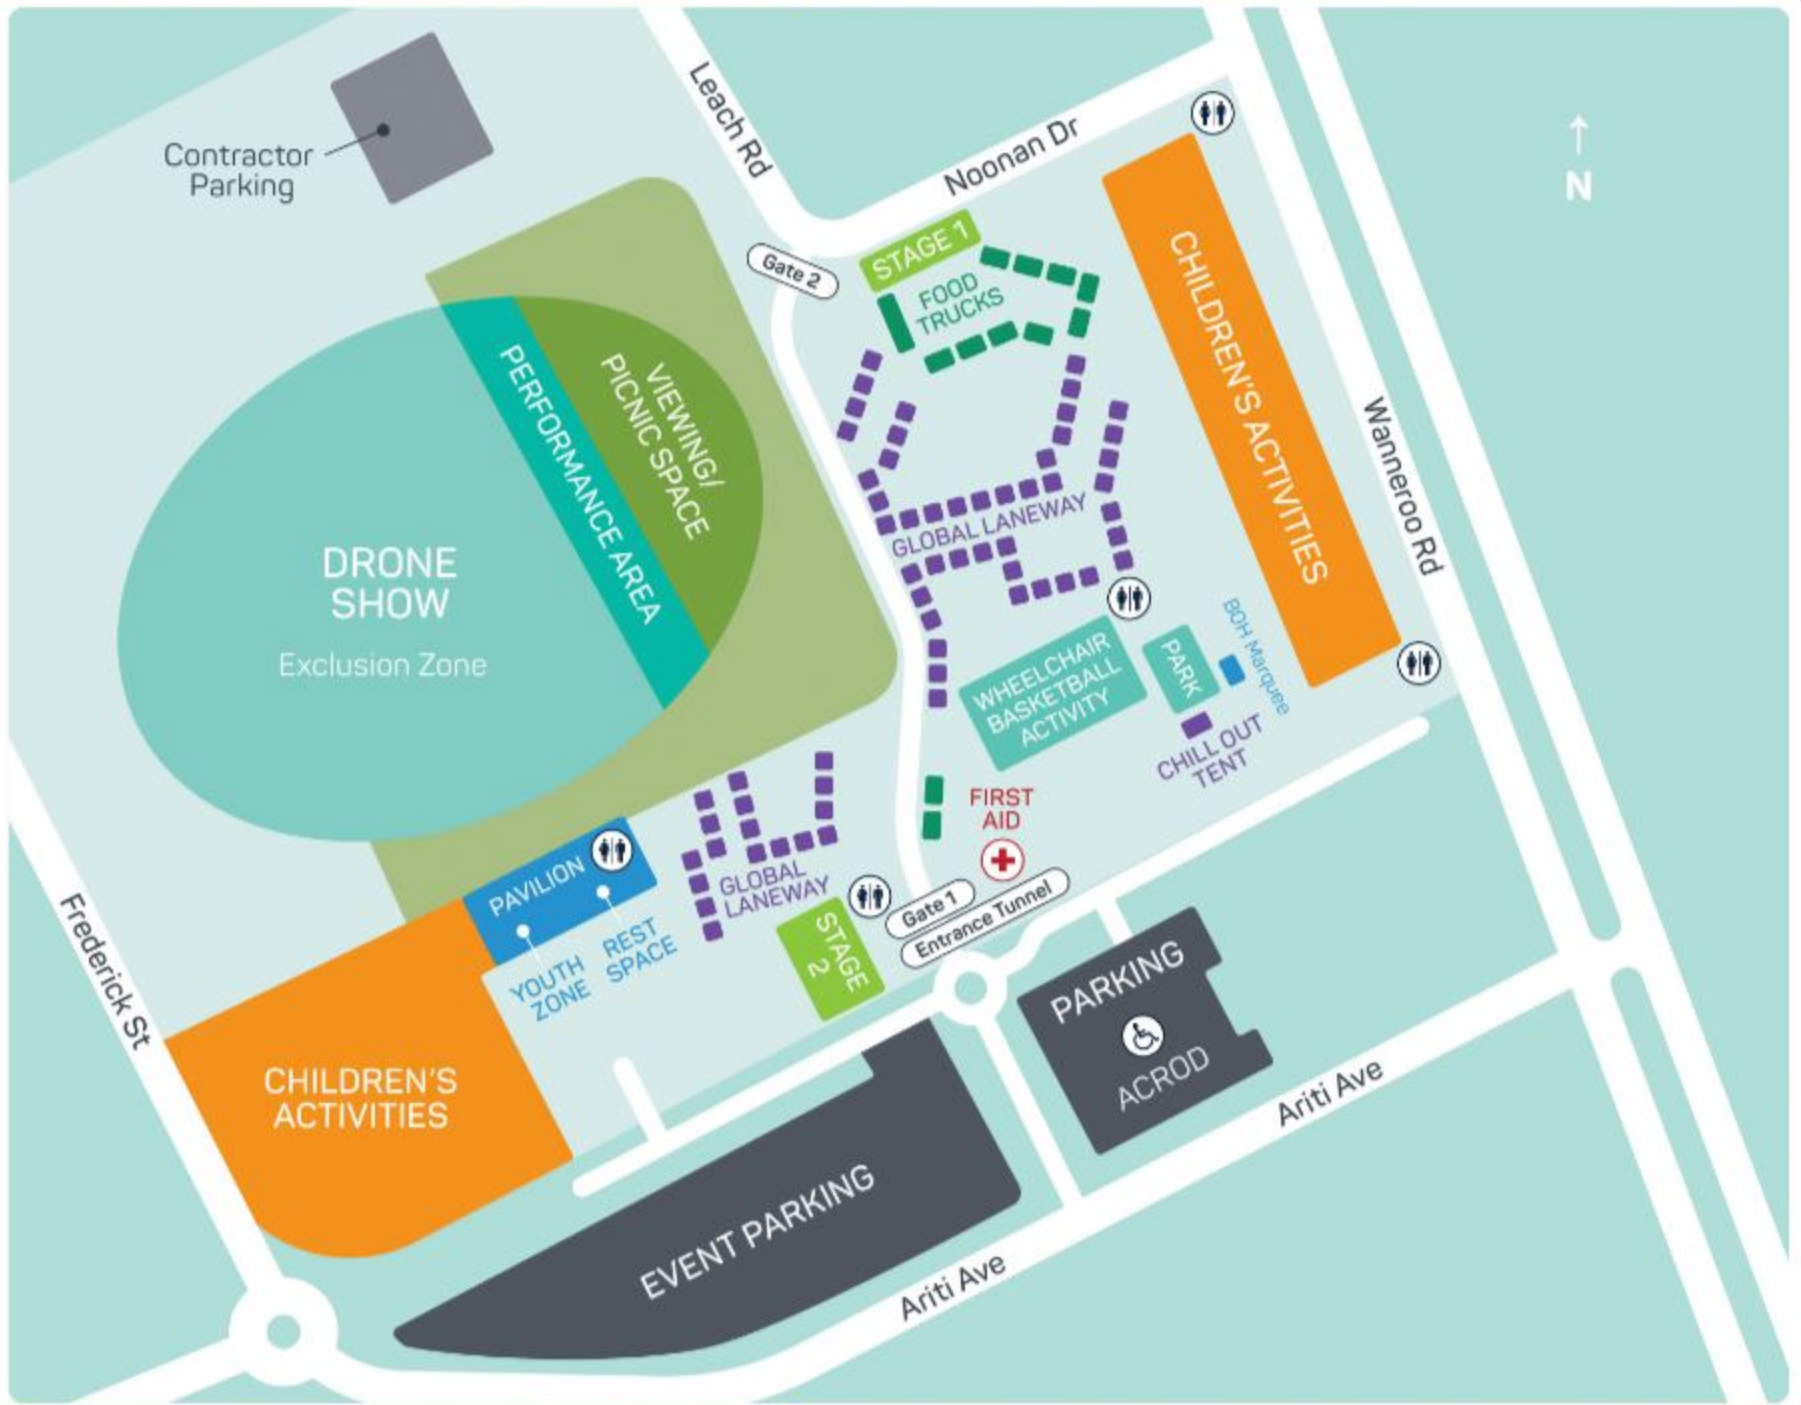 Contractor
Parking
Leach Rd
Noonan Dr
N
Gate 2
STAGE 1
FOOD
TRUCKS
CHILDREN'S ACTIVITIES
Wanneroo Rd
PERFORMANCE AREA
VIEWING/
PICNIC SPACE
DRONE
SHOW
Exclusion Zone
GLOBAL LANEWAY
WHEELCHAIR
BASKETBALL
ACTIVITY
PARK
BOH Marquee
CHILL OUT
TENT
FIRST
AID
PAVILION
YOUTH
ZONE
REST
SPACE
GLOBAL
LANEWAY
STAGE
2
Gate 1
Entrance Tunnel
Frederick St
CHILDREN'S
ACTIVITIES
PARKING
ACROD
EVENT PARKING
Ariti Ave
Ariti Ave